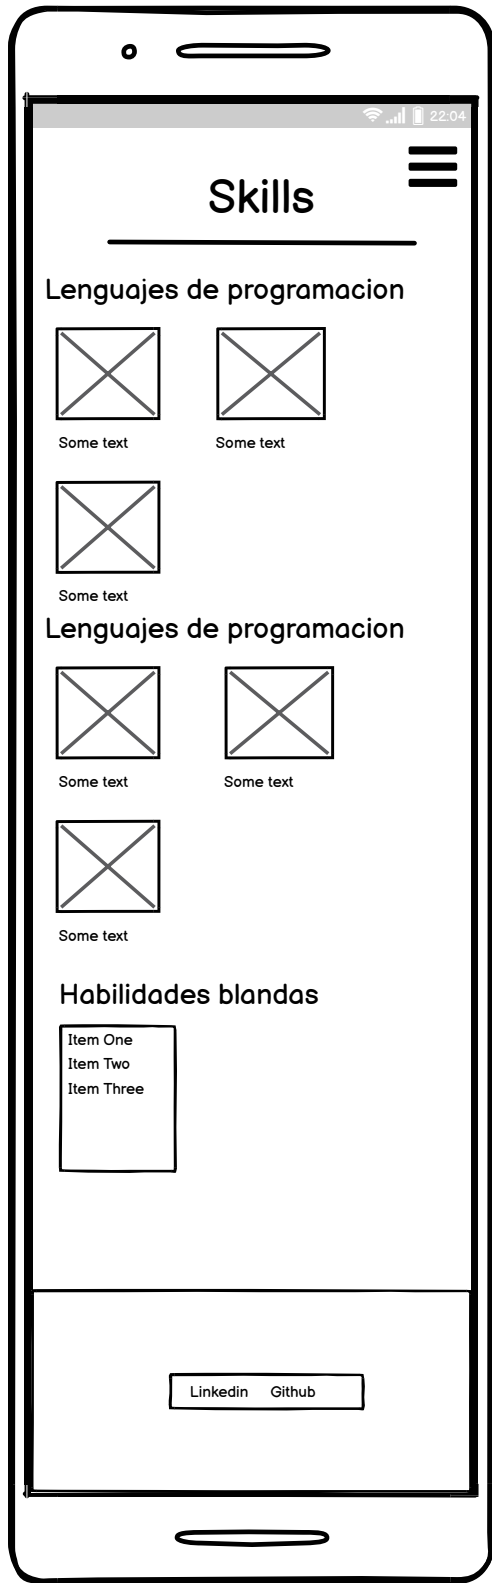 22:04
Skills
Lenguajes de programacion
Some text Some text
Some text
Lenguajes de programacion
Some text Some text
Some text
Habilidades blandas
Item One
Item Two
Item Three
Linkedin Github